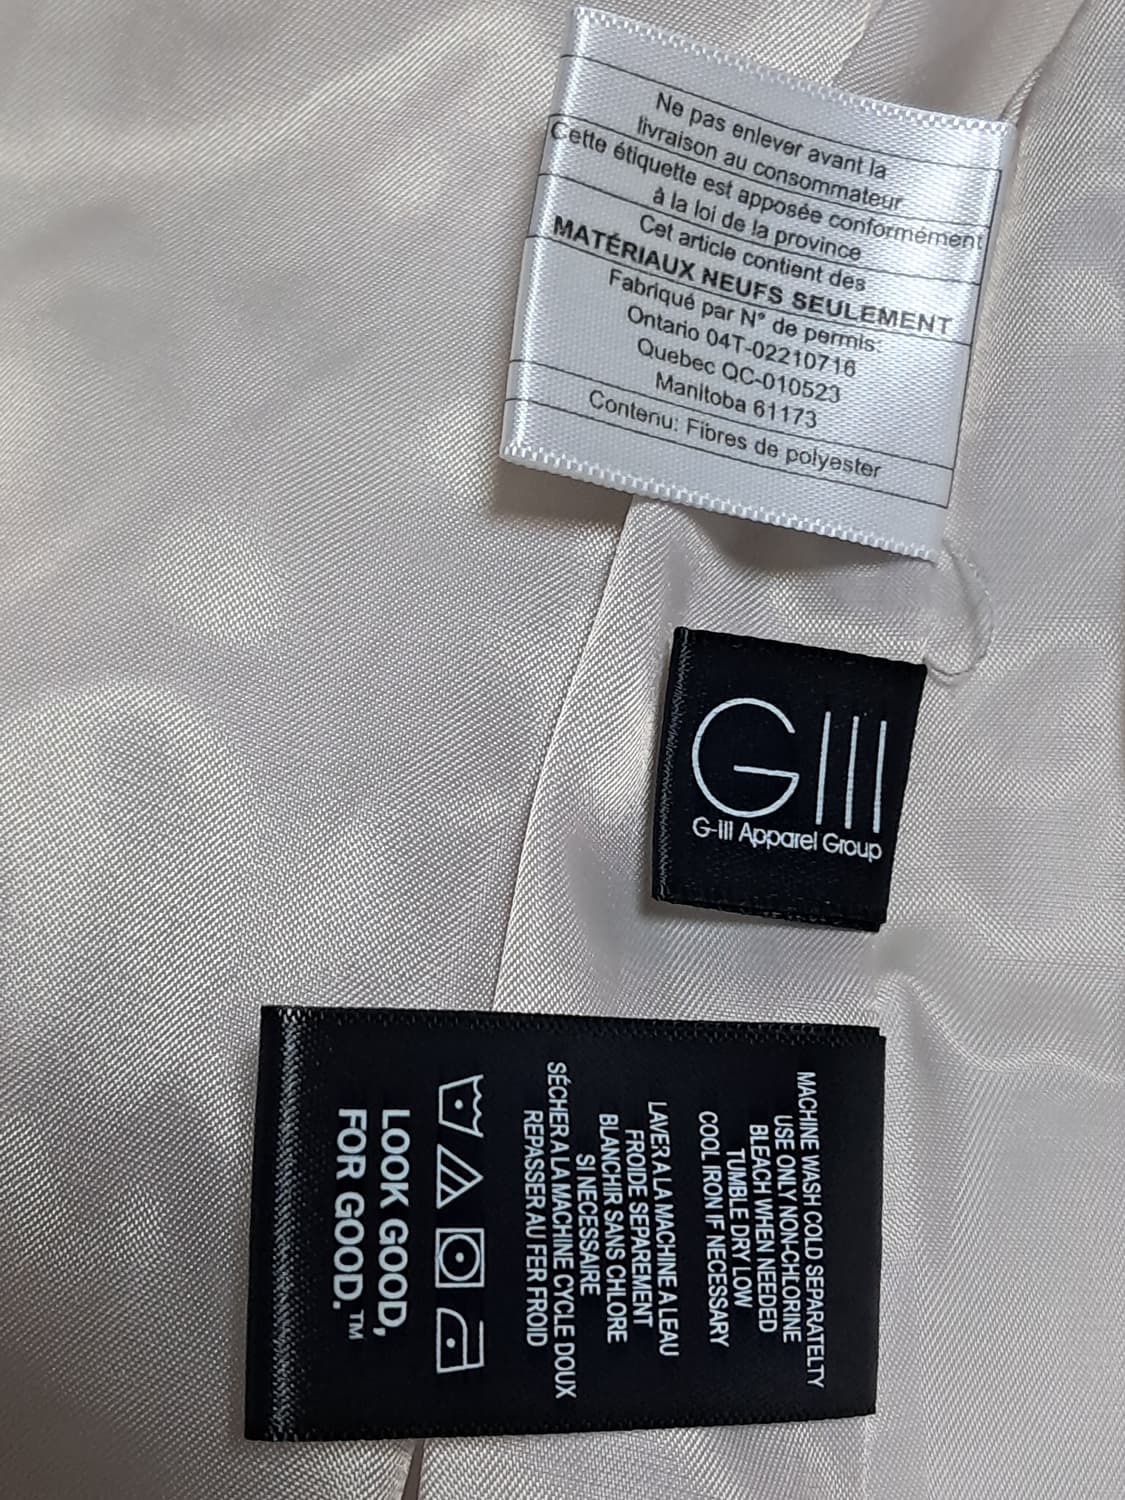 Ne pas enlever avant la
livraison au consommateur
Cette étiquette est apposée conformément
à la loi de la province
Cet article contient des
MATÉRIAUX NEUFS SEULEMENT
Fabriqué par N° de permis:
Ontario 04T-02210716
Quebec QC-010523
Manitoba 61173
Contenu: Fibres de polyester
GIII
G-III Apparel Group
MACHINE WASH COLD SEPARATELTY
USE ONLY NON-CHLORINE
BLEACH WHEN NEEDED
TUMBLE DRY LOW
COOL IRON IF NECESSARY
LAVER A LA MACHINE A LEAU
FROIDE SEPAREMENT
BLANCHIR SANS CHLORE
SI NECESSAIRE
SÉCHER A LA MACHINE CYCLE DOUX
REPASSER AU FER FROID
LOOK GOOD,
FOR GOOD.™